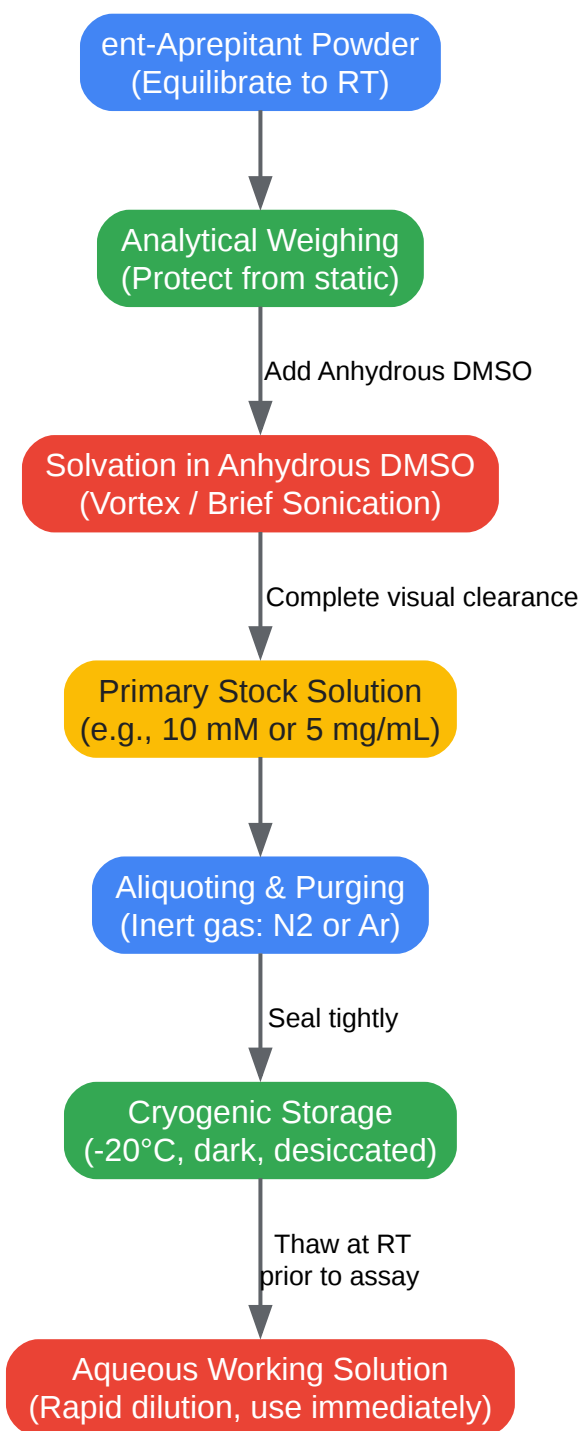 ent-Aprepitant Powder
(Equilibrate to RT)
Analytical Weighing
(Protect from static)
Add Anhydrous DMSO
Solvation in Anhydrous DMSO
(Vortex / Brief Sonication)
Complete visual clearance
Primary Stock Solution
(e.g., 10 mM or 5 mg/mL)
Aliquoting & Purging
(Inert gas: N2 or Ar)
Seal tightly
Cryogenic Storage
(-20°C, dark, desiccated)
Thaw at RT
prior to assay
Aqueous Working Solution
(Rapid dilution, use immediately)